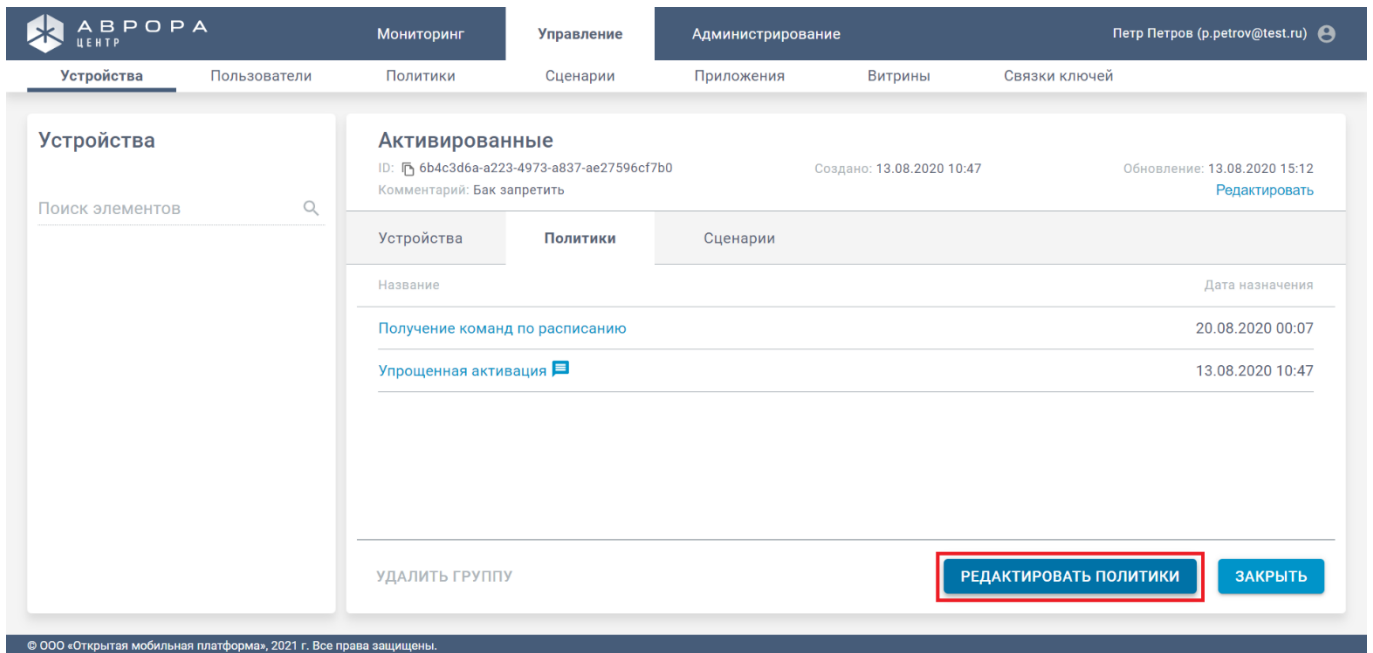 АВРОРА
ЦЕНТР
Мониторинг
Управление
Администрирование
Петр Петров (p.petrov@test.ru)
Устройства
Пользователи
Политики
Сценарии
Приложения
Витрины
Связки ключей
Устройства
Поиск элементов
Активированные
ID: 6b4c3d6a-a223-4973-a837-ae27596cf7b0
Создано: 13.08.2020 10:47
Обновление: 13.08.2020 15:12
Комментарий: Бак запретить
Редактировать
Устройства
Политики
Сценарии
Название
Дата назначения
Получение команд по расписанию
20.08.2020 00:07
Упрощенная активация
13.08.2020 10:47
УДАЛИТЬ ГРУППУ
РЕДАКТИРОВАТЬ ПОЛИТИКИ
ЗАКРЫТЬ
© ООО «Открытая мобильная платформа», 2021 г. Все права защищены.